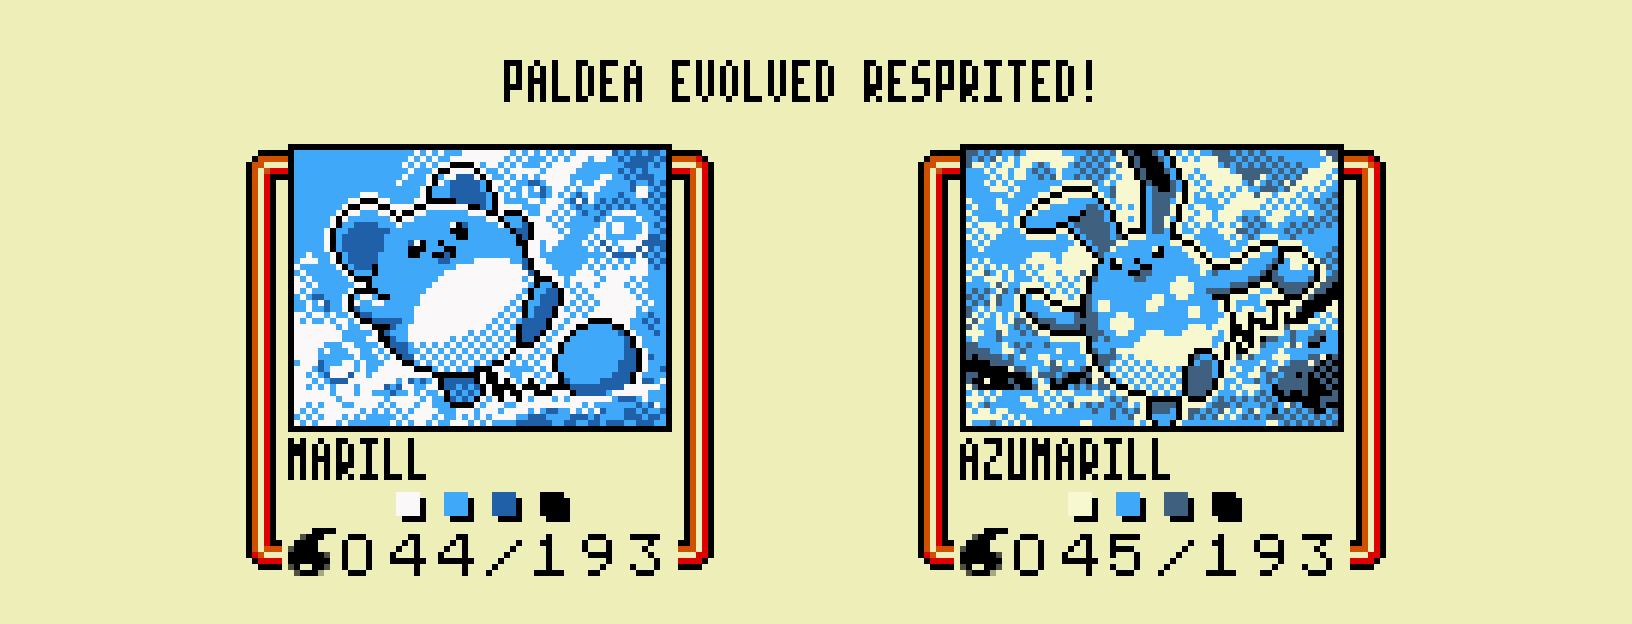 PALDEA EVOLVED RESPRITED!
MARILL
044/193
AZUMARILL
045/193